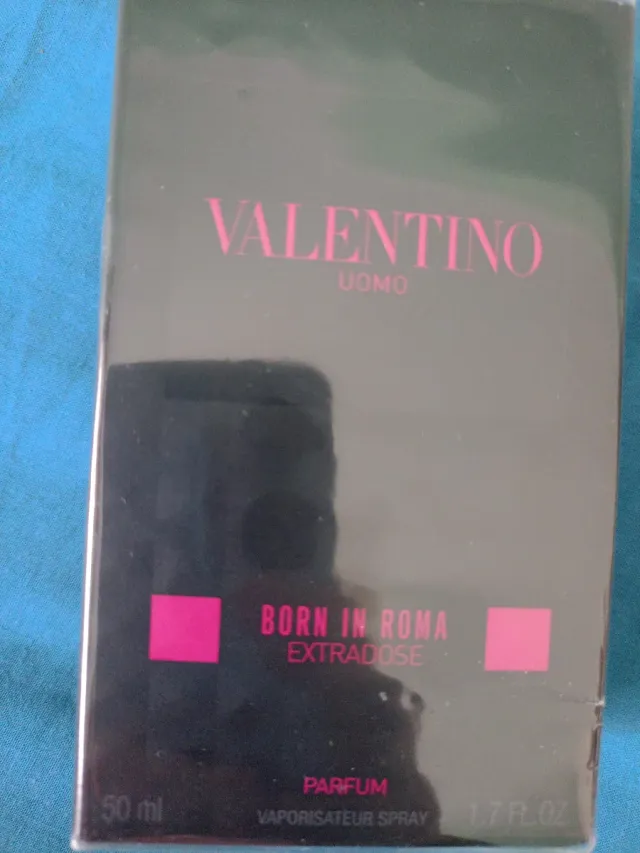 VALENTINO
UOMO
BORN IN ROMA
EXTRADOSE
PARFUM
50 ml VAPORISATEUR SPRAY 1.7 FL.OZ